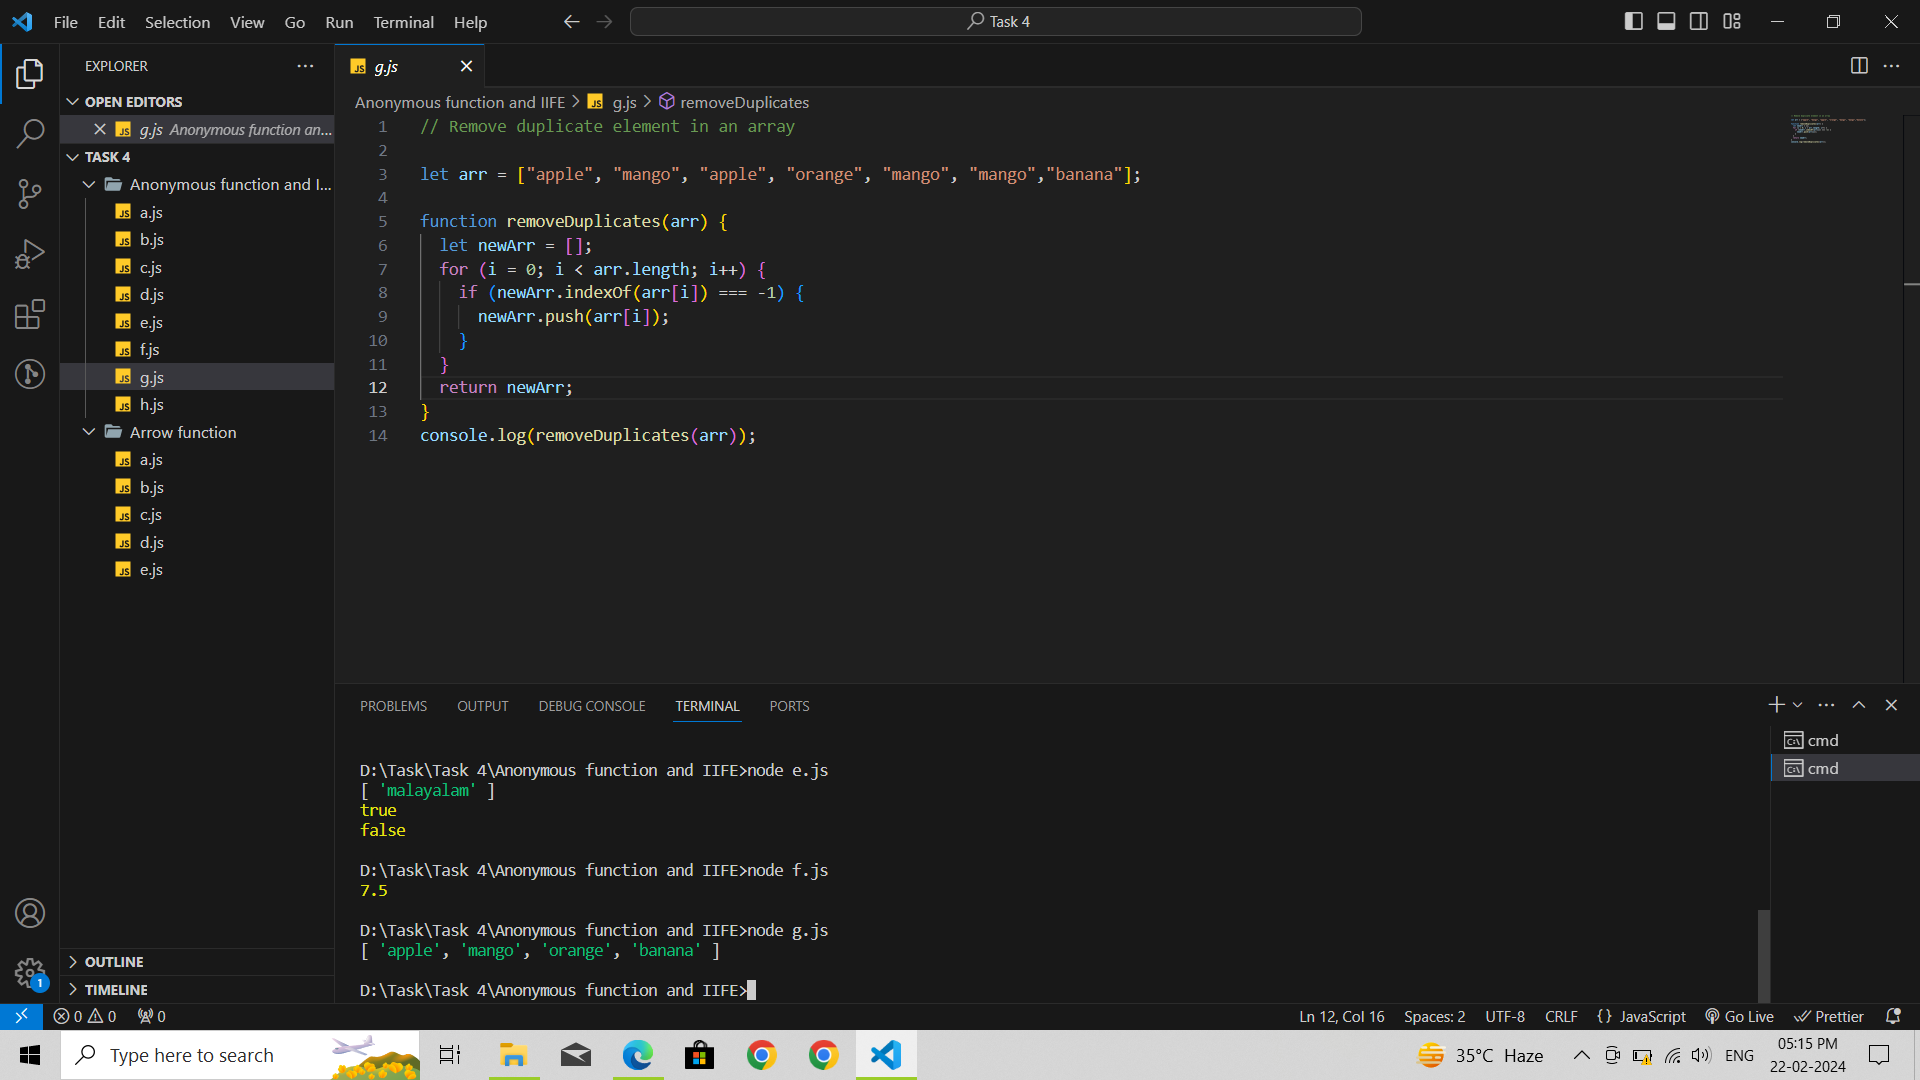 File Edit Selection View Go Run Terminal Help
Task 4
EXPLORER
g.js
OPEN EDITORS
g.js Anonymous function an...
TASK 4
Anonymous function and I...
a.js
b.js
c.js
d.js
e.js
f.js
g.js
h.js
Arrow function
a.js
b.js
c.js
d.js
e.js
OUTLINE
TIMELINE
Anonymous function and IIFE > g.js > removeDuplicates
1 // Remove duplicate element in an array
2
3 let arr = ["apple", "mango", "apple", "orange", "mango", "mango","banana"];
4
5 function removeDuplicates(arr) {
6 let newArr = [];
7 for (i = 0; i < arr.length; i++) {
8 if (newArr.indexOf(arr[i]) === -1) {
9 newArr.push(arr[i]);
10 }
11 }
12 return newArr;
13 }
14 console.log(removeDuplicates(arr));
PROBLEMS OUTPUT DEBUG CONSOLE TERMINAL PORTS
cmd
cmd
D:\Task\Task 4\Anonymous function and IIFE>node e.js
[ 'malayalam' ]
true
false
D:\Task\Task 4\Anonymous function and IIFE>node f.js
7.5
D:\Task\Task 4\Anonymous function and IIFE>node g.js
[ 'apple', 'mango', 'orange', 'banana' ]
D:\Task\Task 4\Anonymous function and IIFE>
1
0 0 0 Ln 12, Col 16 Spaces: 2 UTF-8 CRLF {} JavaScript Go Live Prettier
Type here to search
35°C Haze ENG
05:15 PM
22-02-2024